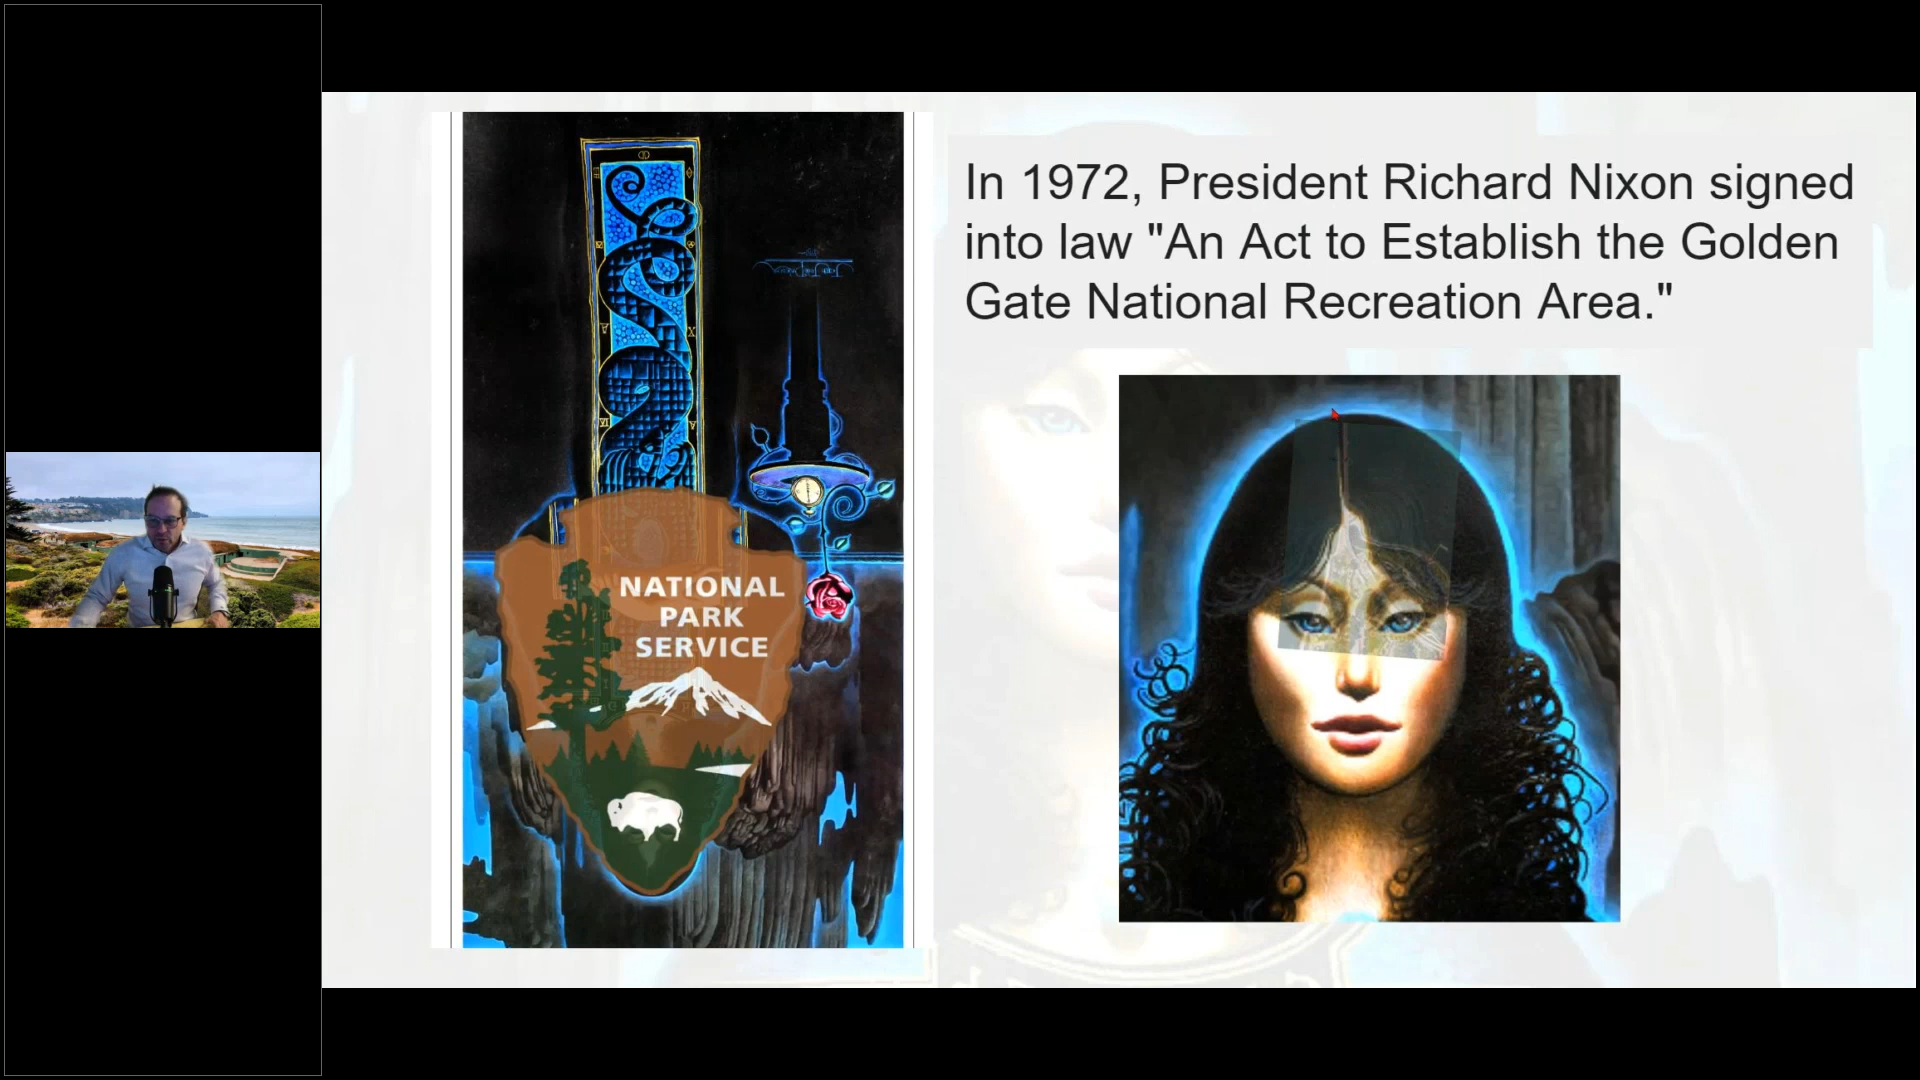 In 1972, President Richard Nixon signed
into law "An Act to Establish the Golden
Gate National Recreation Area."
NATIONAL
PARK
SERVICE